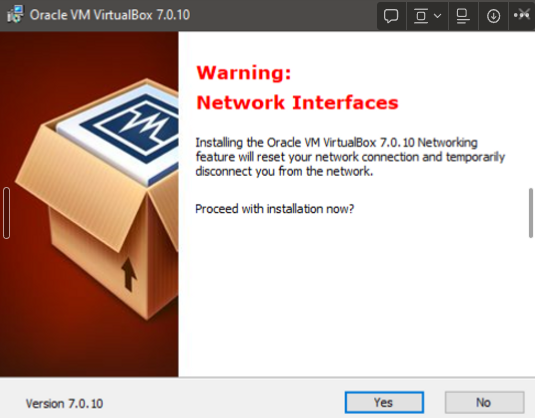 Oracle VM VirtualBox 7.0.10
Warning:
Network Interfaces
Installing the Oracle VM VirtualBox 7.0.10 Networking
feature will reset your network connection and temporarily
disconnect you from the network.
Proceed with installation now?
Version 7.0.10
Yes
No